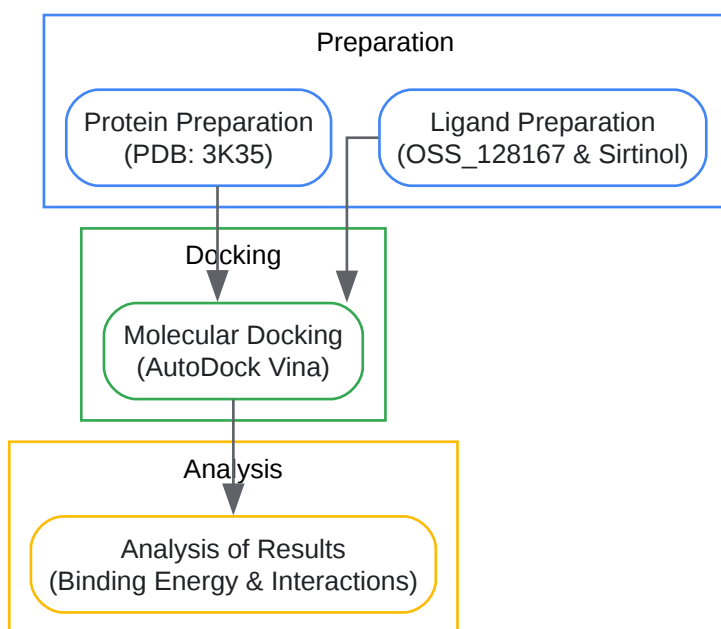 Preparation
Protein Preparation
(PDB: 3K35)
Ligand Preparation
(OSS_128167 & Sirtinol)
Docking
Molecular Docking
(AutoDock Vina)
Analysis
Analysis of Results
(Binding Energy & Interactions)